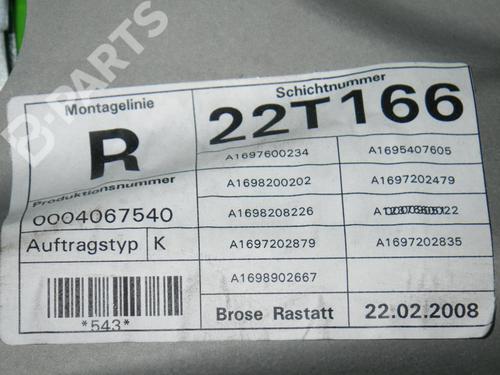 B-PARTS
Montagelinie
R
Produktionsnummer
0004067540
Auftragstyp K
*543*
Schichtnummer
22T166
A1697600234 A1695407605
A1698200202 A1697202479
A1698208226
A1697202879 A1697202835
A1698902667
Brose Rastatt 22.02.2008